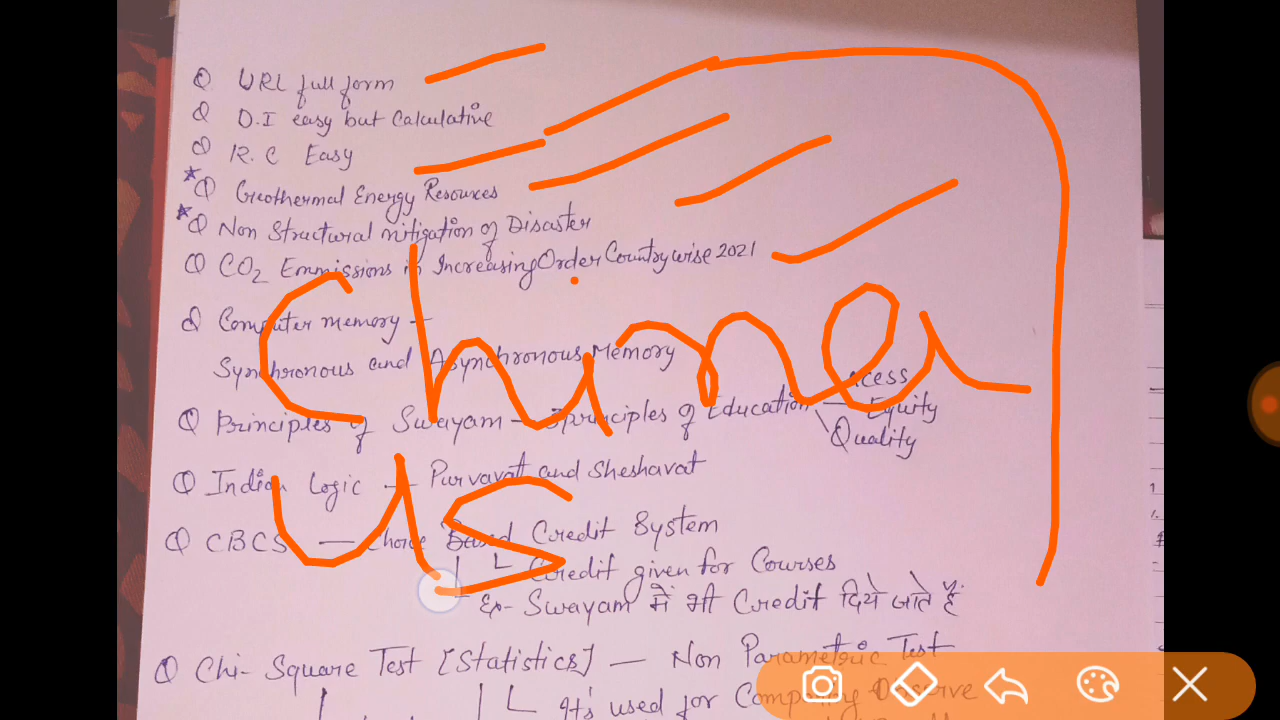 Q URL full form
Q D.I easy but Calculative
Q R.C Easy
Q Geothermal Energy Resources
Q Non Structural mitigation of Disaster
Q CO2 Emmissions in Increasing Order Countrywise 2021
Q Computer memory -
Synchronous and Asynchronous Memory
Q Principles of Swayam - principles of Education - Acess
Equity
Quality
Q Indian Logic - Purvavat and Sheshavat
Q CBCS - Choice Based Credit System
Credit given for Courses
Ex- Swayam में भी Credit दिये जाते हैं
Q Chi-Square Test [Statistics] - Non Parametric Test
It's used for Comparing Observe
China
US